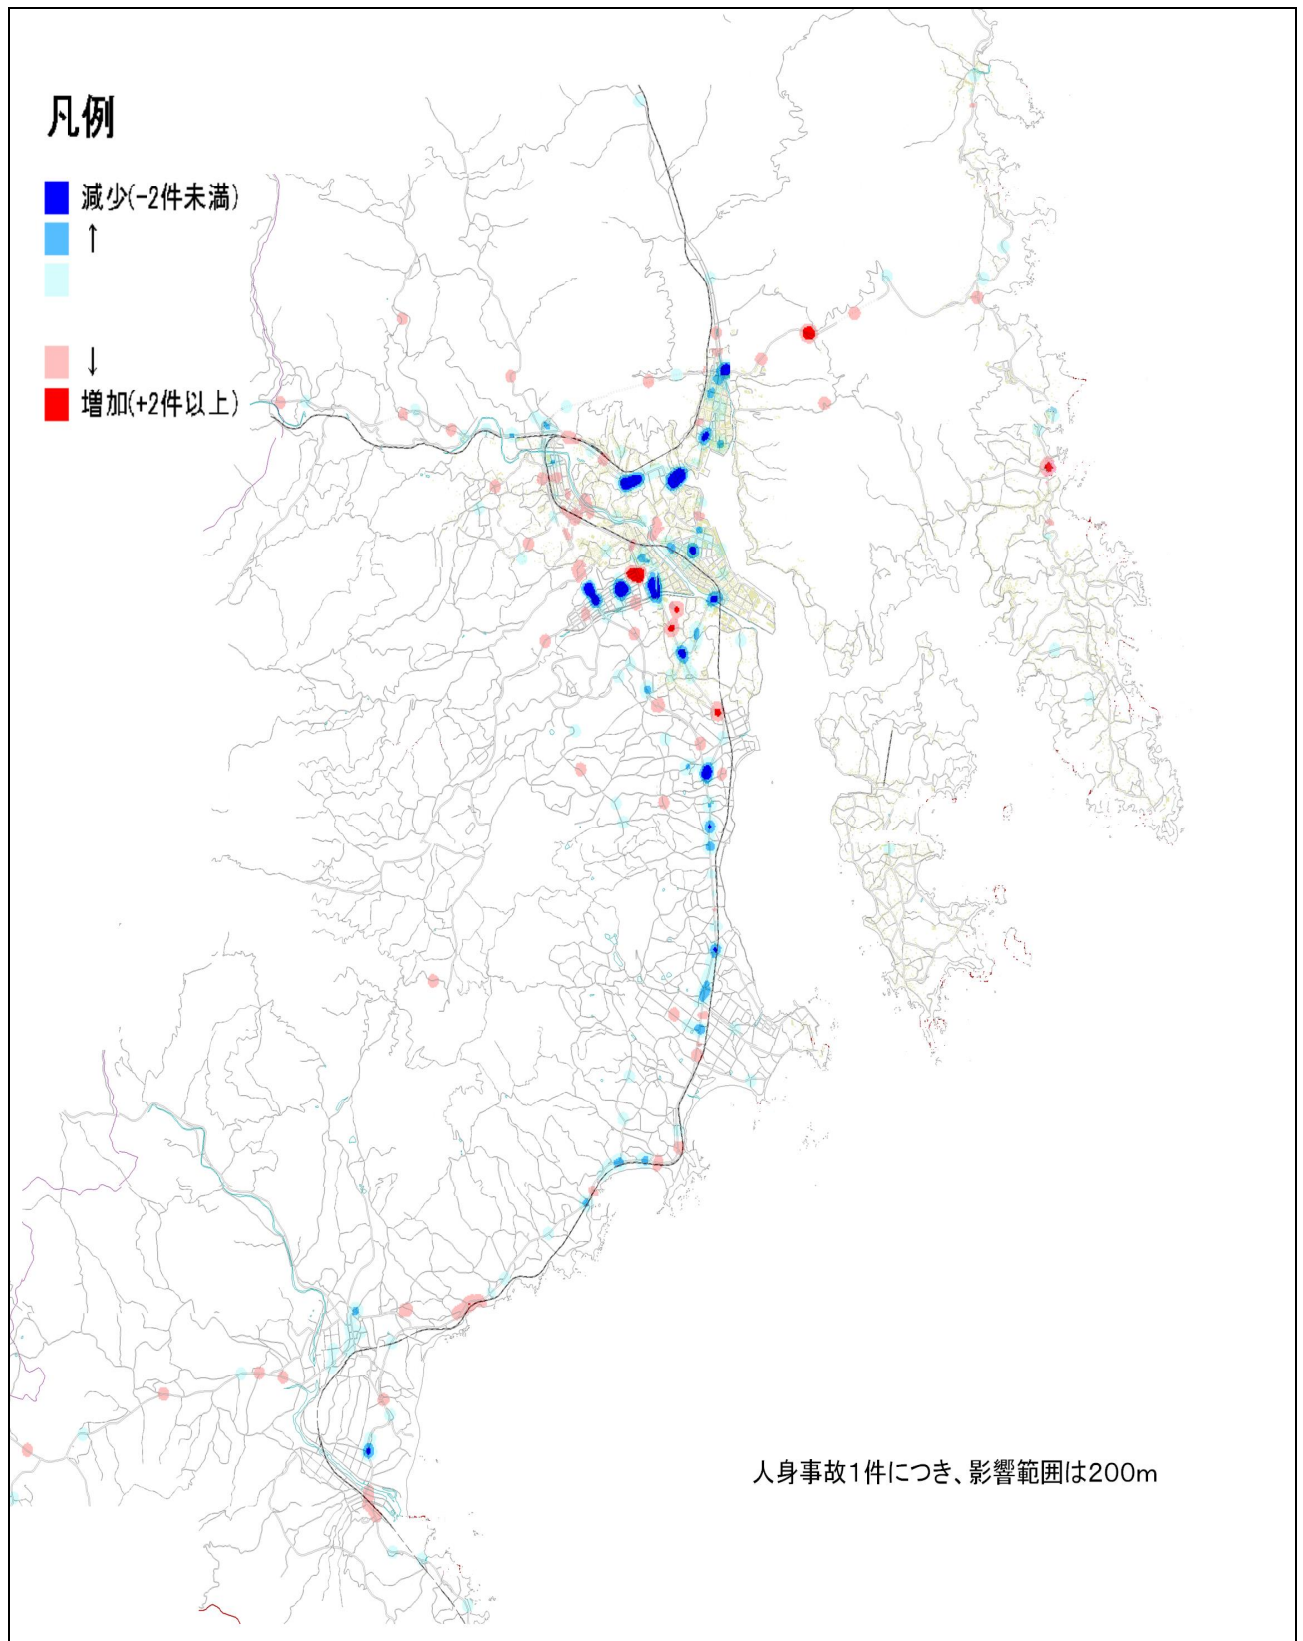 凡例
減少(-2件未満)
↑
↓
増加(+2件以上)
人身事故1件につき、影響範囲は200m